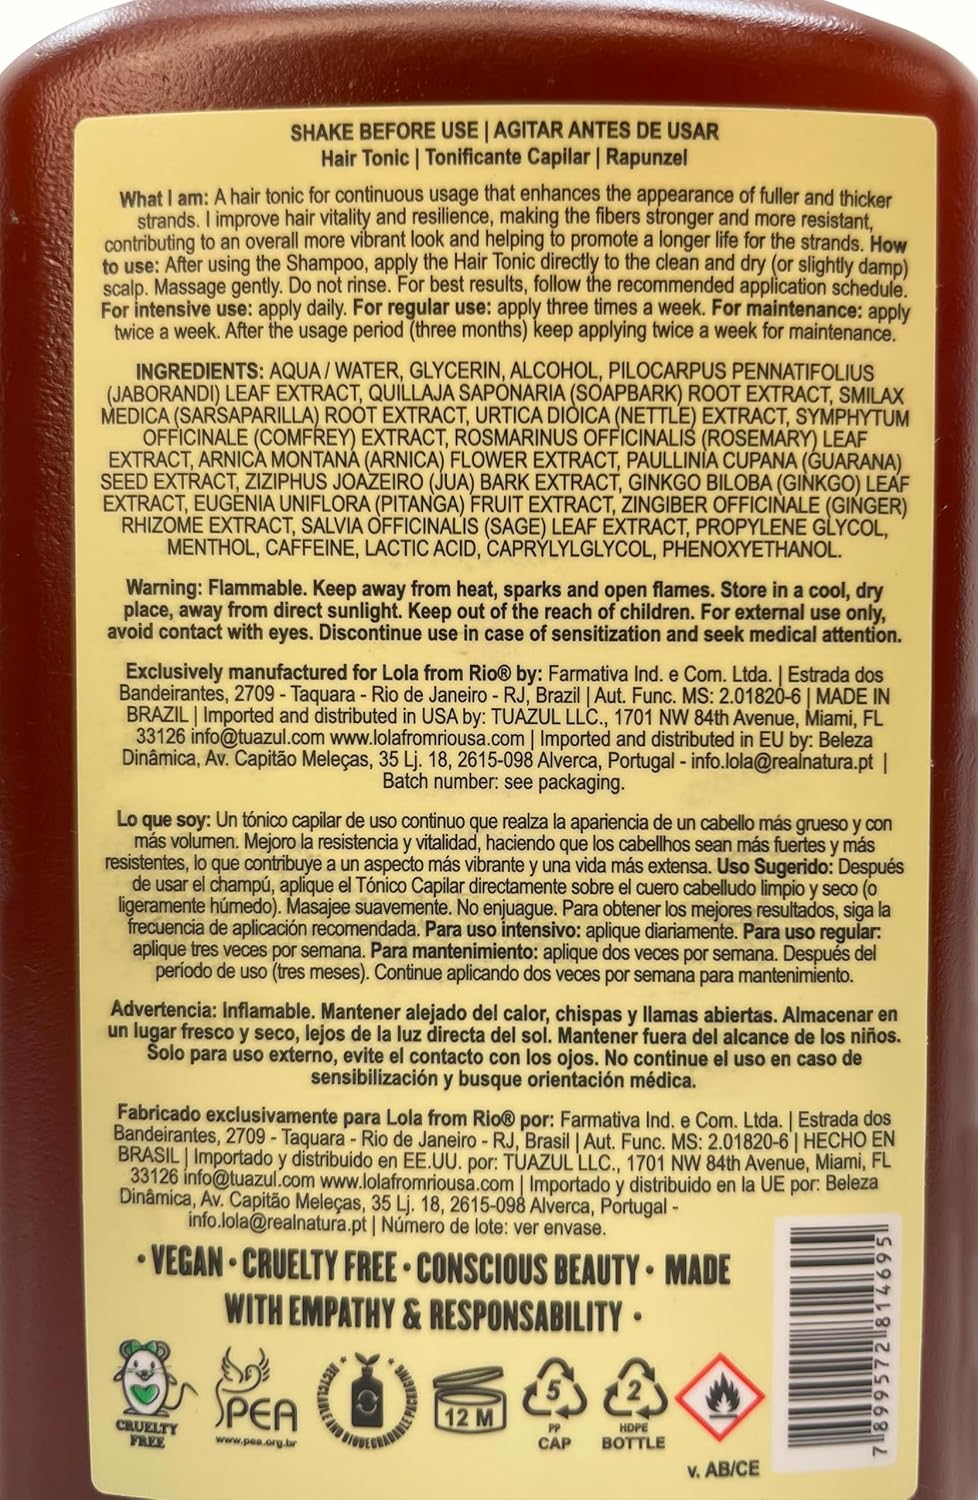 SHAKE BEFORE USE | AGITAR ANTES DE USAR
Hair Tonic | Tonificante Capilar | Rapunzel
What I am: A hair tonic for continuous usage that enhances the appearance of fuller and thicker
strands. I improve hair vitality and resilience, making the fibers stronger and more resistant,
contributing to an overall more vibrant look and helping to promote a longer life for the strands. How
to use: After using the Shampoo, apply the Hair Tonic directly to the clean and dry (or slightly damp)
scalp. Massage gently. Do not rinse. For best results, follow the recommended application schedule.
For intensive use: apply daily. For regular use: apply three times a week. For maintenance: apply
twice a week. After the usage period (three months) keep applying twice a week for maintenance.
INGREDIENTS: AQUA / WATER, GLYCERIN, ALCOHOL, PILOCARPUS PENNATIFOLIUS
(JABORANDI) LEAF EXTRACT, QUILLAJA SAPONARIA (SOAPBARK) ROOT EXTRACT, SMILAX
MEDICA (SARSAPARILLA) ROOT EXTRACT, URTICA DIOICA (NETTLE) EXTRACT, SYMPHYTUM
OFFICINALE (COMFREY) EXTRACT, ROSMARINUS OFFICINALIS (ROSEMARY) LEAF
EXTRACT, ARNICA MONTANA (ARNICA) FLOWER EXTRACT, PAULLINIA CUPANA (GUARANA)
SEED EXTRACT, ZIZIPHUS JOAZEIRO (JUA) BARK EXTRACT, GINKGO BILOBA (GINKGO) LEAF
EXTRACT, EUGENIA UNIFLORA (PITANGA) FRUIT EXTRACT, ZINGIBER OFFICINALE (GINGER)
RHIZOME EXTRACT, SALVIA OFFICINALIS (SAGE) LEAF EXTRACT, PROPYLENE GLYCOL,
MENTHOL, CAFFEINE, LACTIC ACID, CAPRYLYLGLYCOL, PHENOXYETHANOL.
Warning: Flammable. Keep away from heat, sparks and open flames. Store in a cool, dry
place, away from direct sunlight. Keep out of the reach of children. For external use only,
avoid contact with eyes. Discontinue use in case of sensitization and seek medical attention.
Exclusively manufactured for Lola from Rio® by: Farmativa Ind. e Com. Ltda. | Estrada dos
Bandeirantes, 2709 - Taquara - Rio de Janeiro - RJ, Brazil | Aut. Func. MS: 2.01820-6 | MADE IN
BRAZIL | Imported and distributed in USA by: TUAZUL LLC., 1701 NW 84th Avenue, Miami, FL
33126 info@tuazul.com www.lolafromriousa.com | Imported and distributed in EU by: Beleza
Dinâmica, Av. Capitão Meleças, 35 Lj. 18, 2615-098 Alverca, Portugal - info.lola@realnatura.pt |
Batch number: see packaging.
Lo que soy: Un tónico capilar de uso continuo que realza la apariencia de un cabello más grueso y con
más volumen. Mejoro la resistencia y vitalidad, haciendo que los cabellhos sean más fuertes y más
resistentes, lo que contribuye a un aspecto más vibrante y una vida más extensa. Uso Sugerido: Después
de usar el champú, aplique el Tónico Capilar directamente sobre el cuero cabelludo limpio y seco (o
ligeramente húmedo). Masajee suavemente. No enjuague. Para obtener los mejores resultados, siga la
frecuencia de aplicación recomendada. Para uso intensivo: aplique diariamente. Para uso regular:
aplique tres veces por semana. Para mantenimiento: aplique dos veces por semana. Después del
período de uso (tres meses). Continue aplicando dos veces por semana para mantenimiento.
Advertencia: Inflamable. Mantener alejado del calor, chispas y llamas abiertas. Almacenar en
un lugar fresco y seco, lejos de la luz directa del sol. Mantener fuera del alcance de los niños.
Solo para uso externo, evite el contacto con los ojos. No continue el uso en caso de
sensibilización y busque orientación médica.
Fabricado exclusivamente para Lola from Rio® por: Farmativa Ind. e Com. Ltda. | Estrada dos
Bandeirantes, 2709 - Taquara - Rio de Janeiro - RJ, Brasil | Aut. Func. MS: 2.01820-6 | HECHO EN
BRASIL | Importado y distribuido en EE.UU. por: TUAZUL LLC., 1701 NW 84th Avenue, Miami, FL
33126 info@tuazul.com www.lolafromriousa.com | Importado y distribuido en la UE por: Beleza
Dinâmica, Av. Capitão Meleças, 35 Lj. 18, 2615-098 Alverca, Portugal -
info.lola@realnatura.pt | Número de lote: ver envase.
• VEGAN • CRUELTY FREE • CONSCIOUS BEAUTY • MADE
WITH EMPATHY & RESPONSABILITY •
CRUELTY
FREE
PEA
www.pea.org.br
RECYCLABLE AND BIODEGRADABLE PACKAGING
12 M
5
PP
CAP
2
HDPE
BOTTLE
v. AB/CE
7899572814695